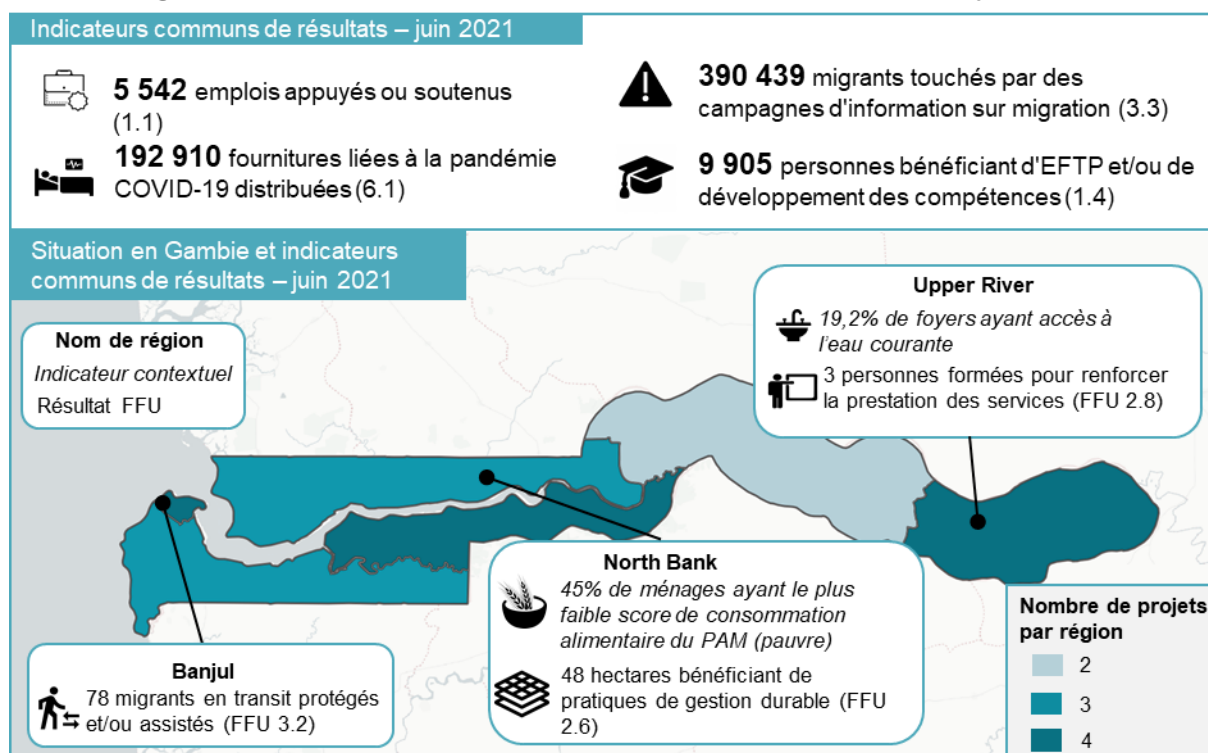 Indicateurs communs de résultats – juin 2021
5 542 emplois appuyés ou soutenus
(1.1)
192 910 fournitures liées à la pandémie
COVID-19 distribuées (6.1)
390 439 migrants touchés par des
campagnes d'information sur migration (3.3)
9 905 personnes bénéficiant d'EFTP et/ou de
développement des compétences (1.4)
Situation en Gambie et indicateurs
communs de résultats – juin 2021
Nom de région
Indicateur contextuel
Résultat FFU
Upper River
19,2% de foyers ayant accès à
l'eau courante
3 personnes formées pour renforcer
la prestation des services (FFU 2.8)
North Bank
45% de ménages ayant le plus
faible score de consommation
alimentaire du PAM (pauvre)
48 hectares bénéficiant de
pratiques de gestion durable (FFU
2.6)
Banjul
78 migrants en transit protégés
et/ou assistés (FFU 3.2)
Nombre de projets
par région
2
3
4